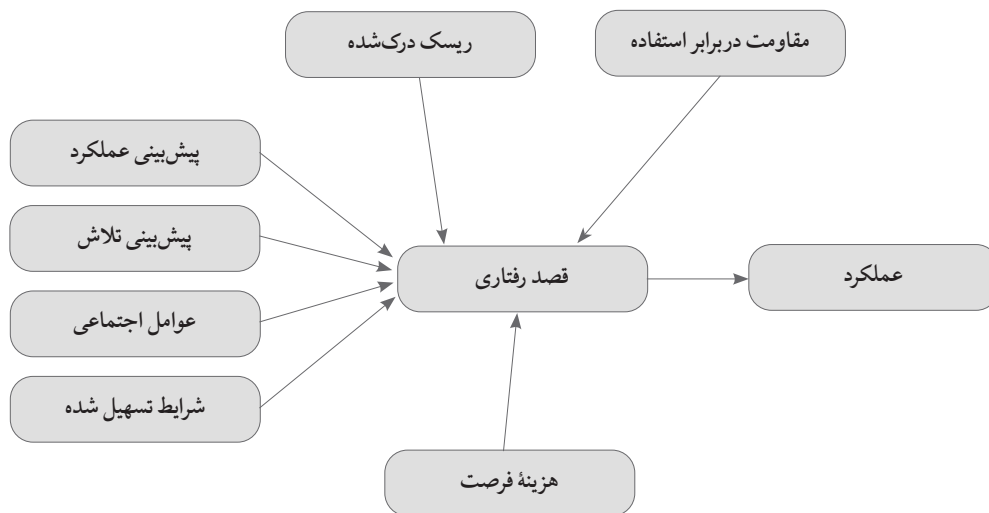 مقاومت دربرابر استفاده
ریسک درک‌شده
پیش‌بینی عملکرد
پیش‌بینی تلاش
عوامل اجتماعی
شرایط تسهیل شده
قصد رفتاری
عملکرد
هزینهٔ فرصت